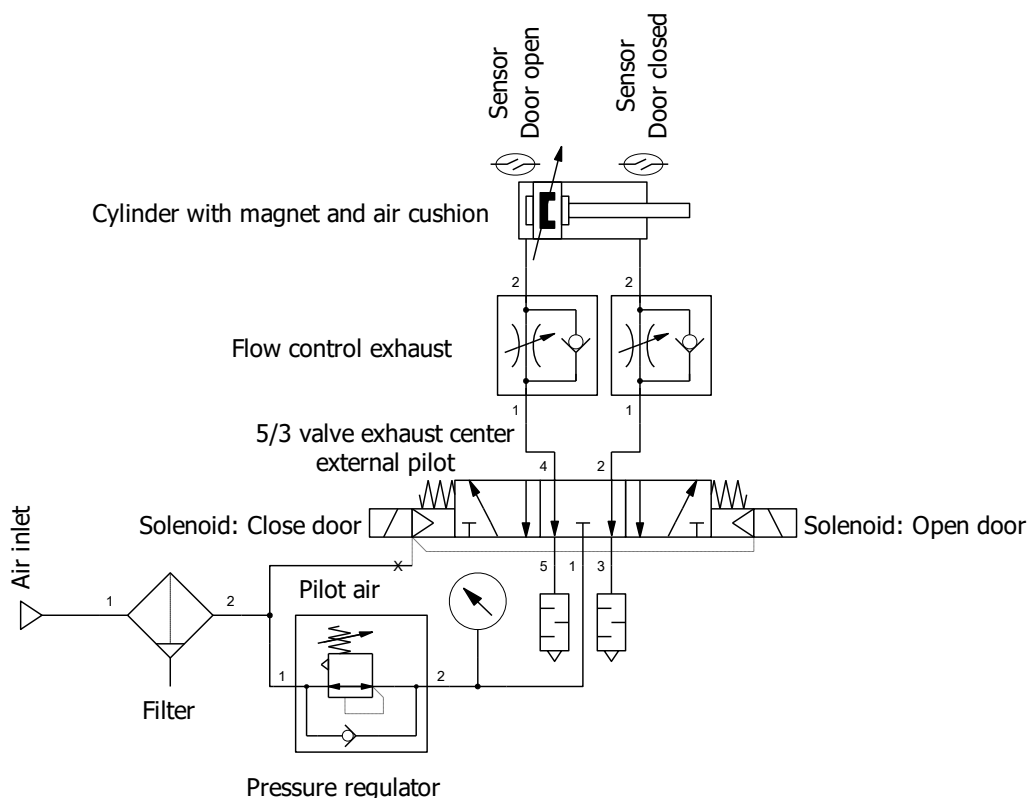 Sensor
Door open
Sensor
Door closed
Cylinder with magnet and air cushion
2
2
Flow control exhaust
1
1
5/3 valve exhaust center
external pilot
4
2
Solenoid: Close door
Solenoid: Open door
Air inlet
X
5
1
3
1
2
Pilot air
1
2
Filter
Pressure regulator